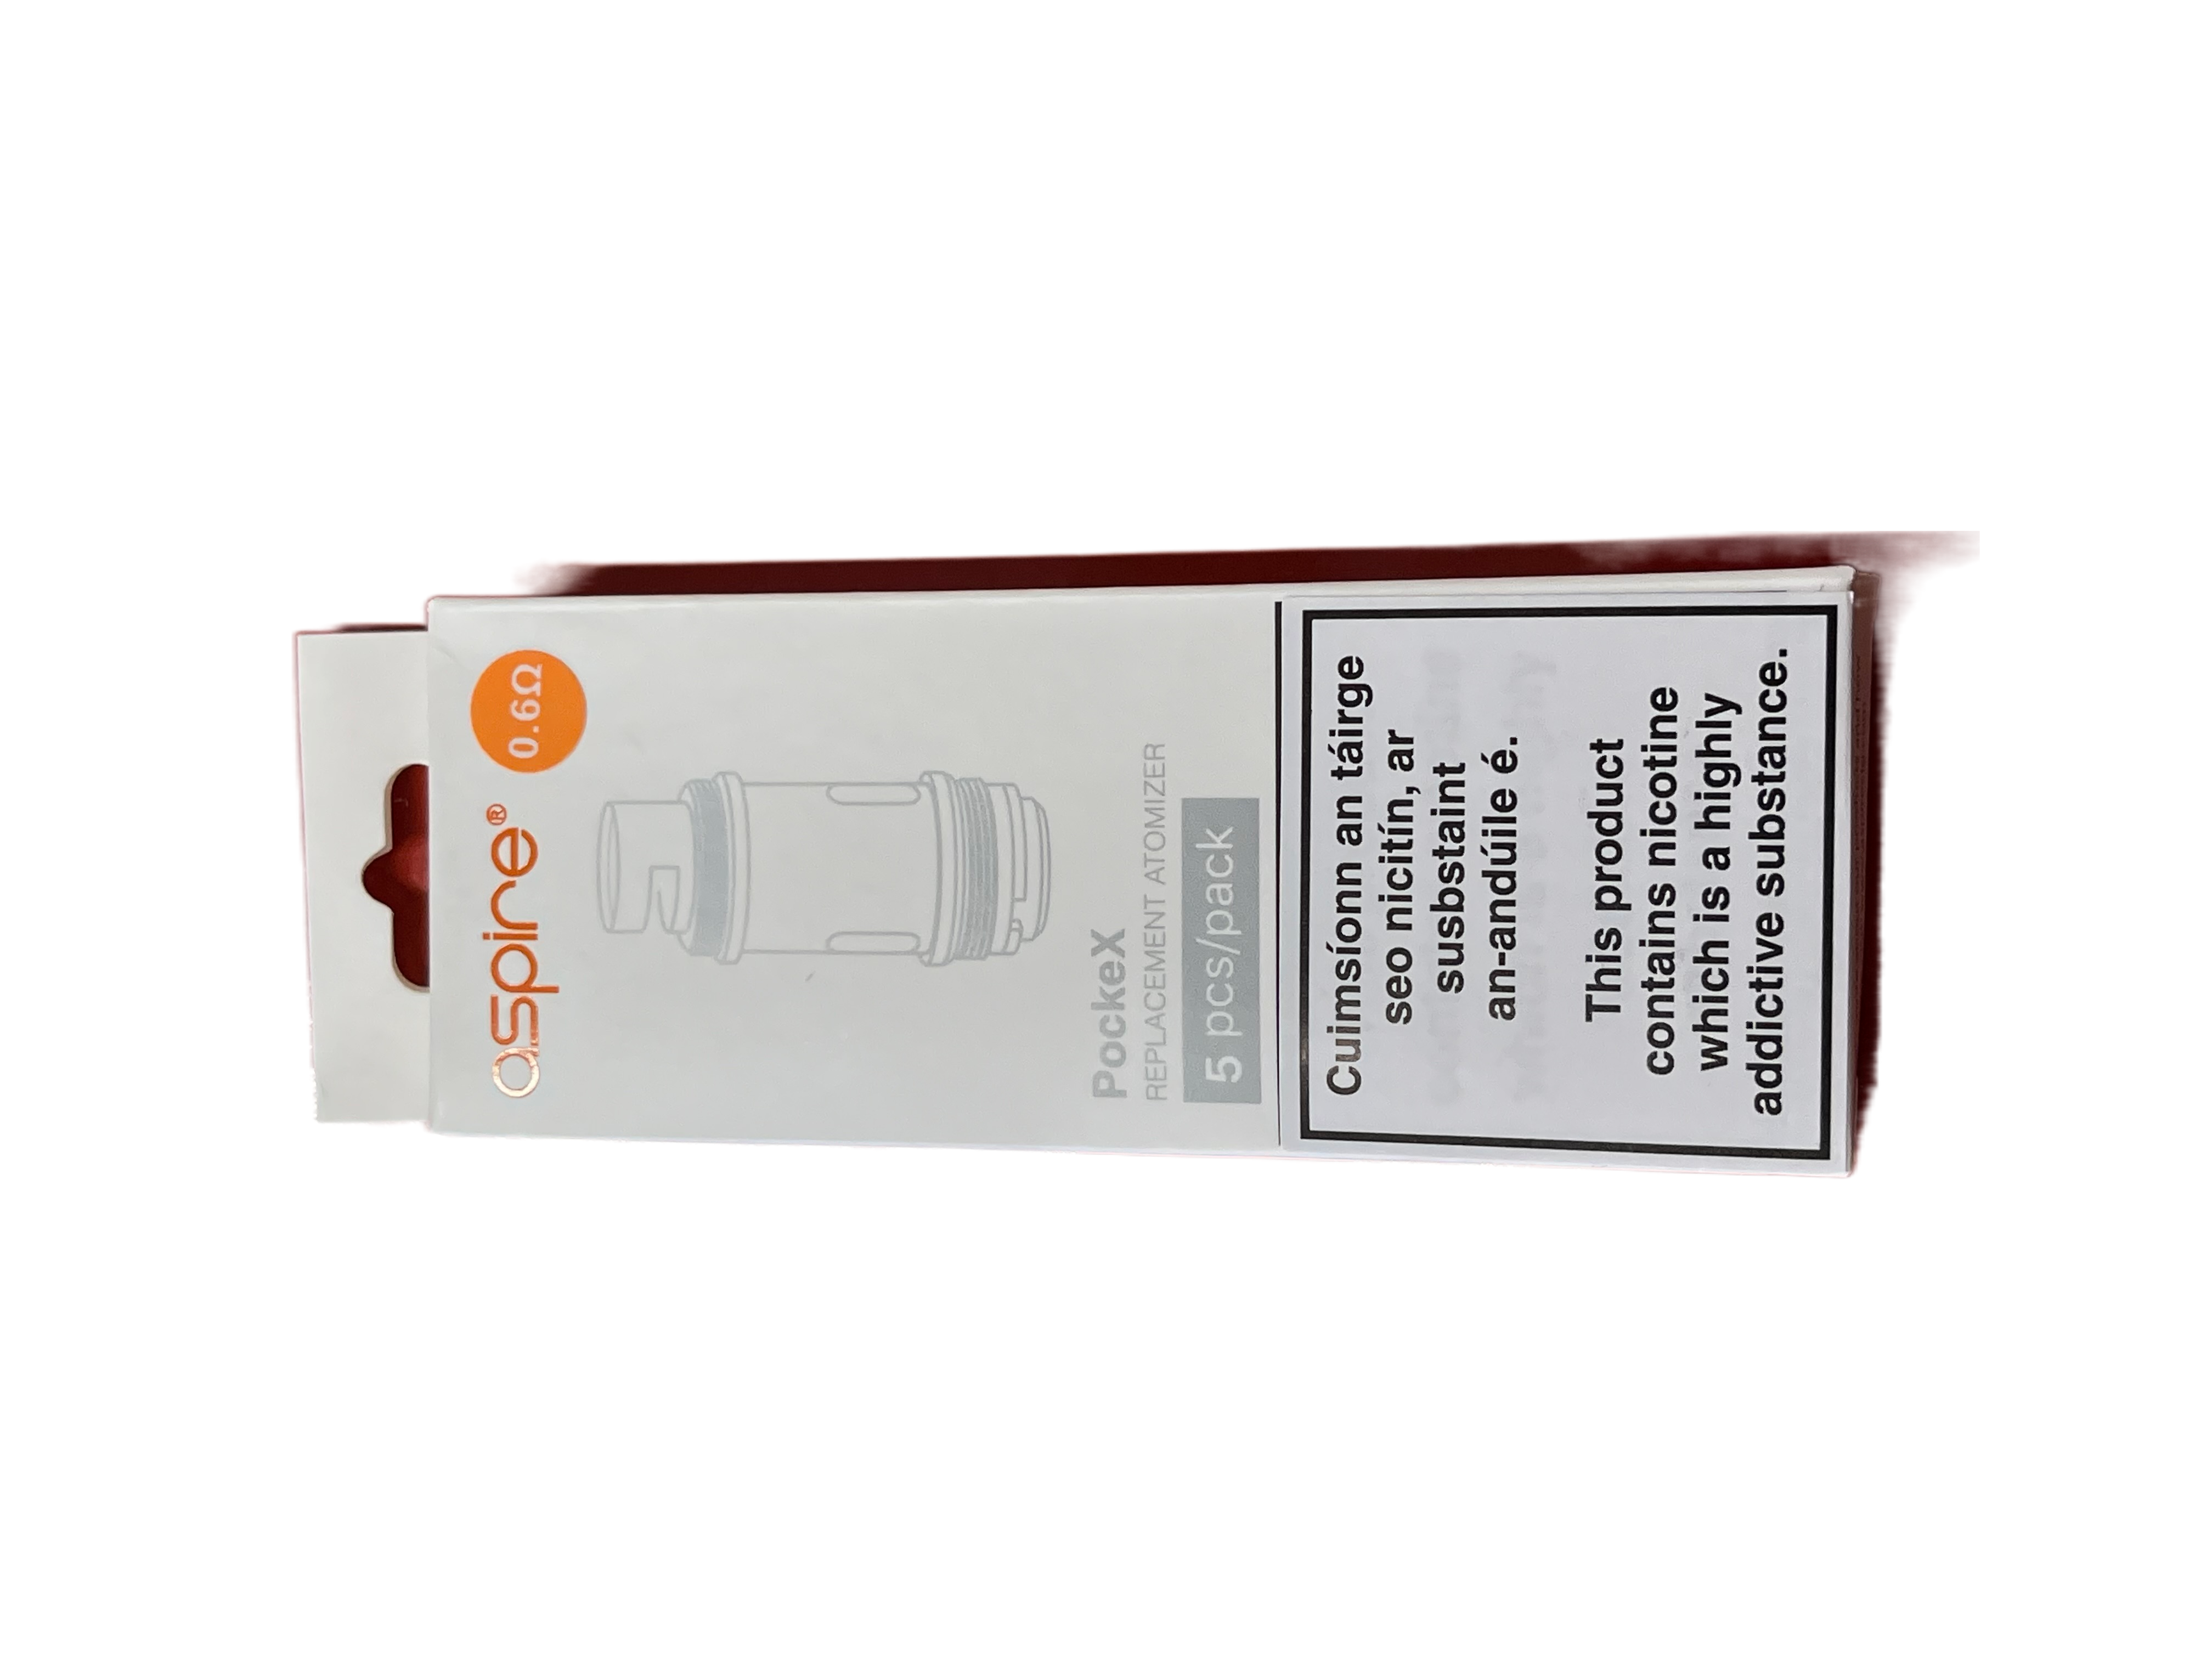 aspire®
0.6Ω
PockeX
REPLACEMENT ATOMIZER
5 pcs/pack
Cuimsíonn an táirge
seo nicitín, ar
susbstaint
an-andúile é.
This product
contains nicotine
which is a highly
addictive substance.